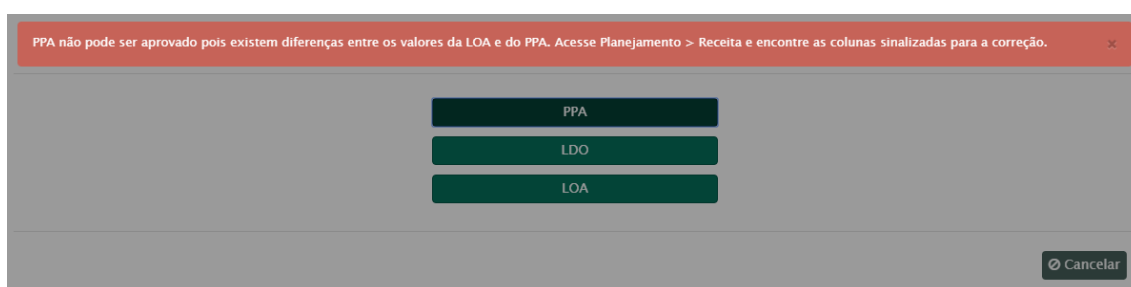 PPA não pode ser aprovado pois existem diferenças entre os valores da LOA e do PPA. Acesse Planejamento > Receita e encontre as colunas sinalizadas para a correção. ×
PPA
LDO
LOA
Cancelar